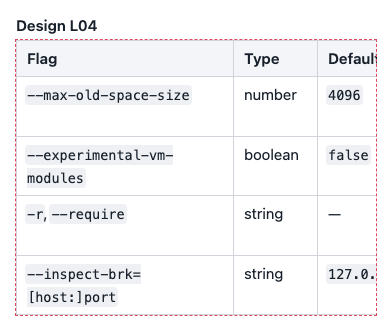 Design L04
Flag Type Defaul
--max-old-space-size number 4096
--experimental-vm- boolean false
modules
-r, --require string —
--inspect-brk= string 127.0.
[host:]port